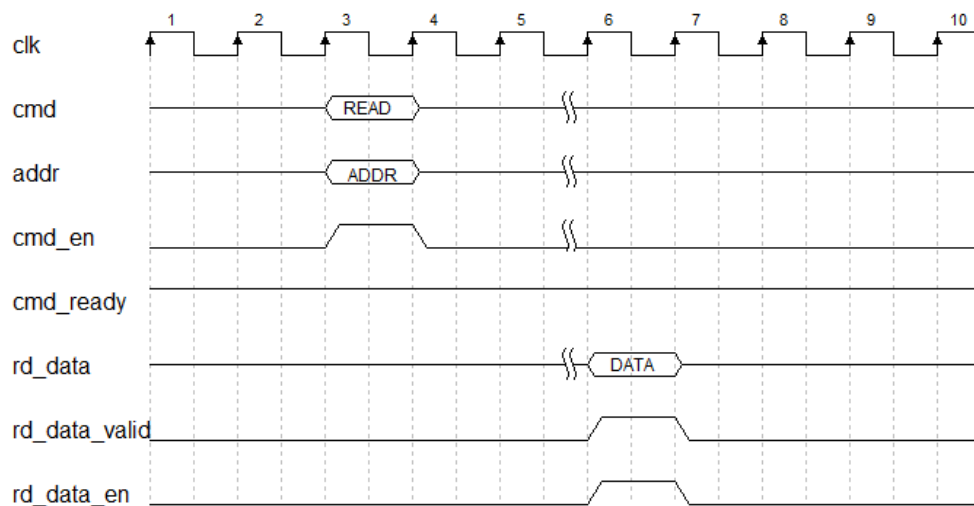 1 2 3 4 5 6 7 8 9 10
clk
cmd READ
addr ADDR
cmd_en
cmd_ready
rd_data DATA
rd_data_valid
rd_data_en